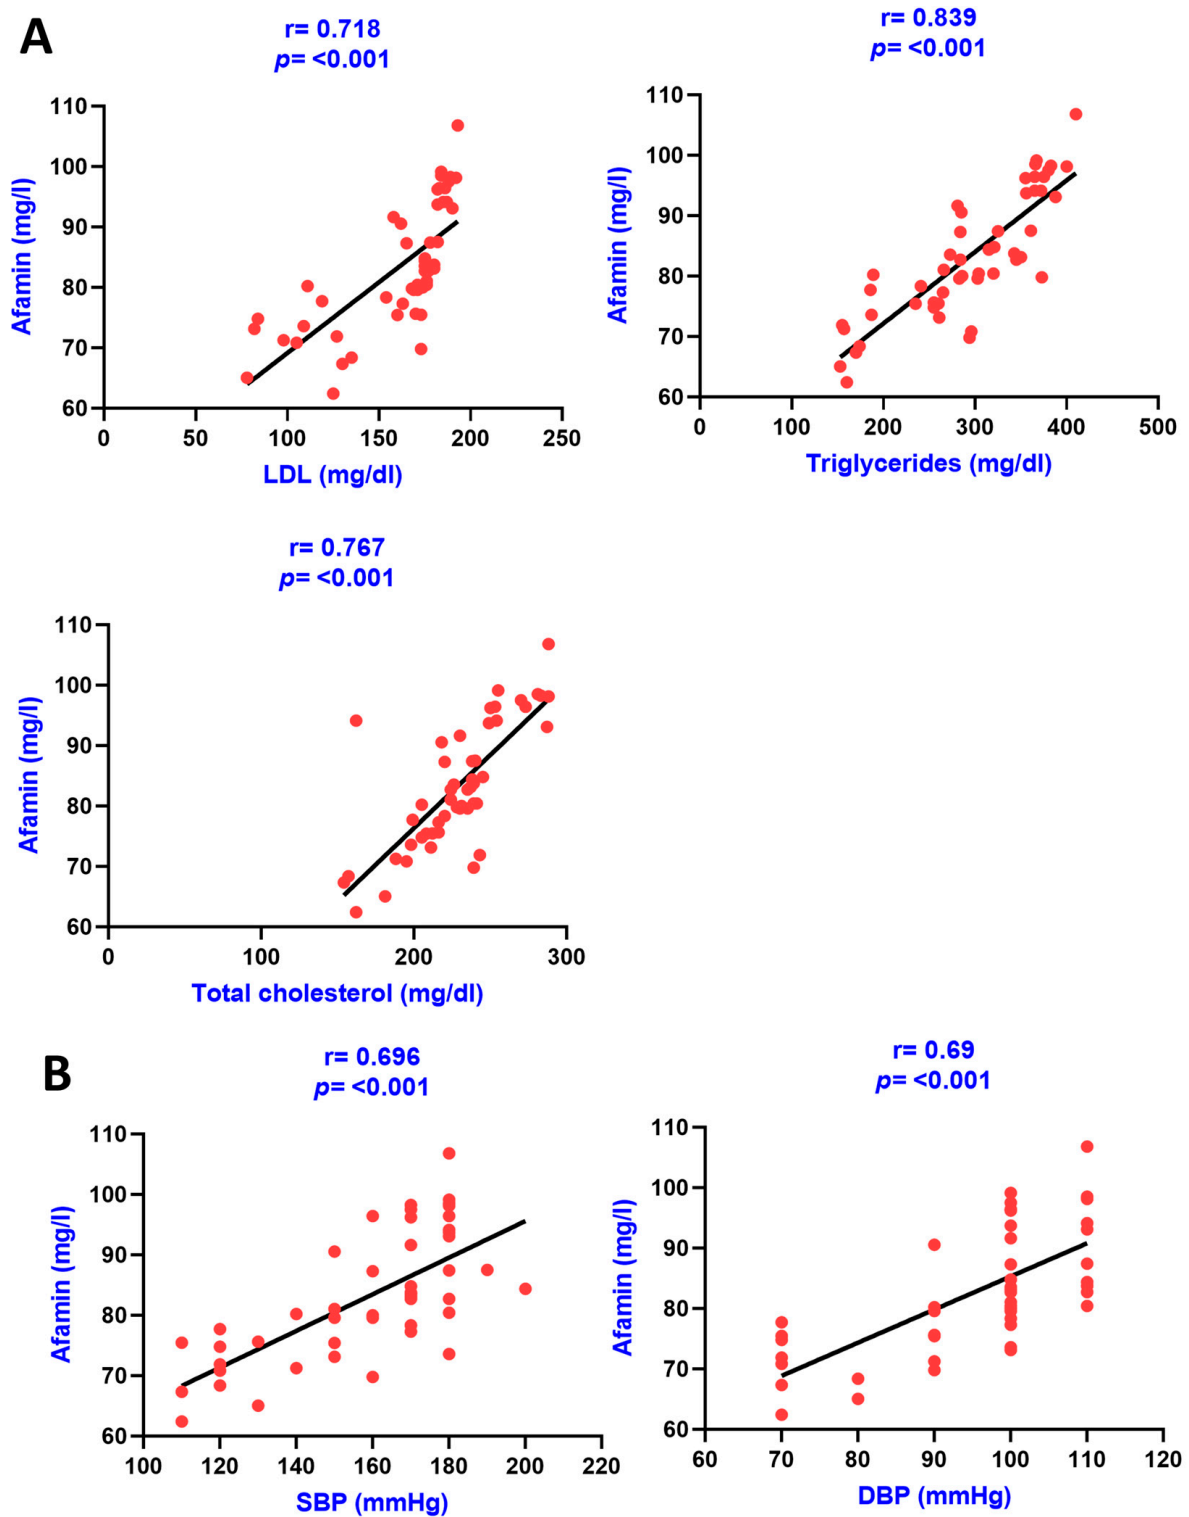 A
r= 0.718
p= <0.001
110
100
90
80
70
60
Afamin (mg/l)
0 50 100 150 200 250
LDL (mg/dl)
r= 0.839
p= <0.001
110
100
90
80
70
60
Afamin (mg/l)
0 100 200 300 400 500
Triglycerides (mg/dl)
r= 0.767
p= <0.001
110
100
90
80
70
60
Afamin (mg/l)
0 100 200 300
Total cholesterol (mg/dl)
B
r= 0.696
p= <0.001
110
100
90
80
70
60
Afamin (mg/l)
100 120 140 160 180 200 220
SBP (mmHg)
r= 0.69
p= <0.001
110
100
90
80
70
60
Afamin (mg/l)
60 70 80 90 100 110 120
DBP (mmHg)